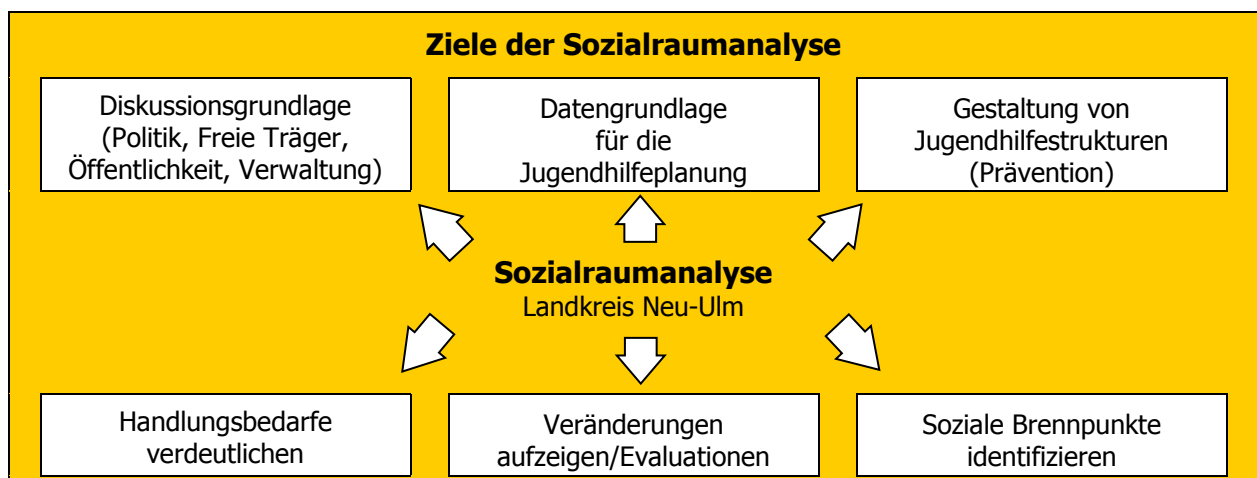 Ziele der Sozialraumanalyse
Diskussionsgrundlage
(Politik, Freie Träger,
Öffentlichkeit, Verwaltung)
Datengrundlage
für die
Jugendhilfeplanung
Gestaltung von
Jugendhilfestrukturen
(Prävention)
Sozialraumanalyse
Landkreis Neu-Ulm
Handlungsbedarfe
verdeutlichen
Veränderungen
aufzeigen/Evaluationen
Soziale Brennpunkte
identifizieren